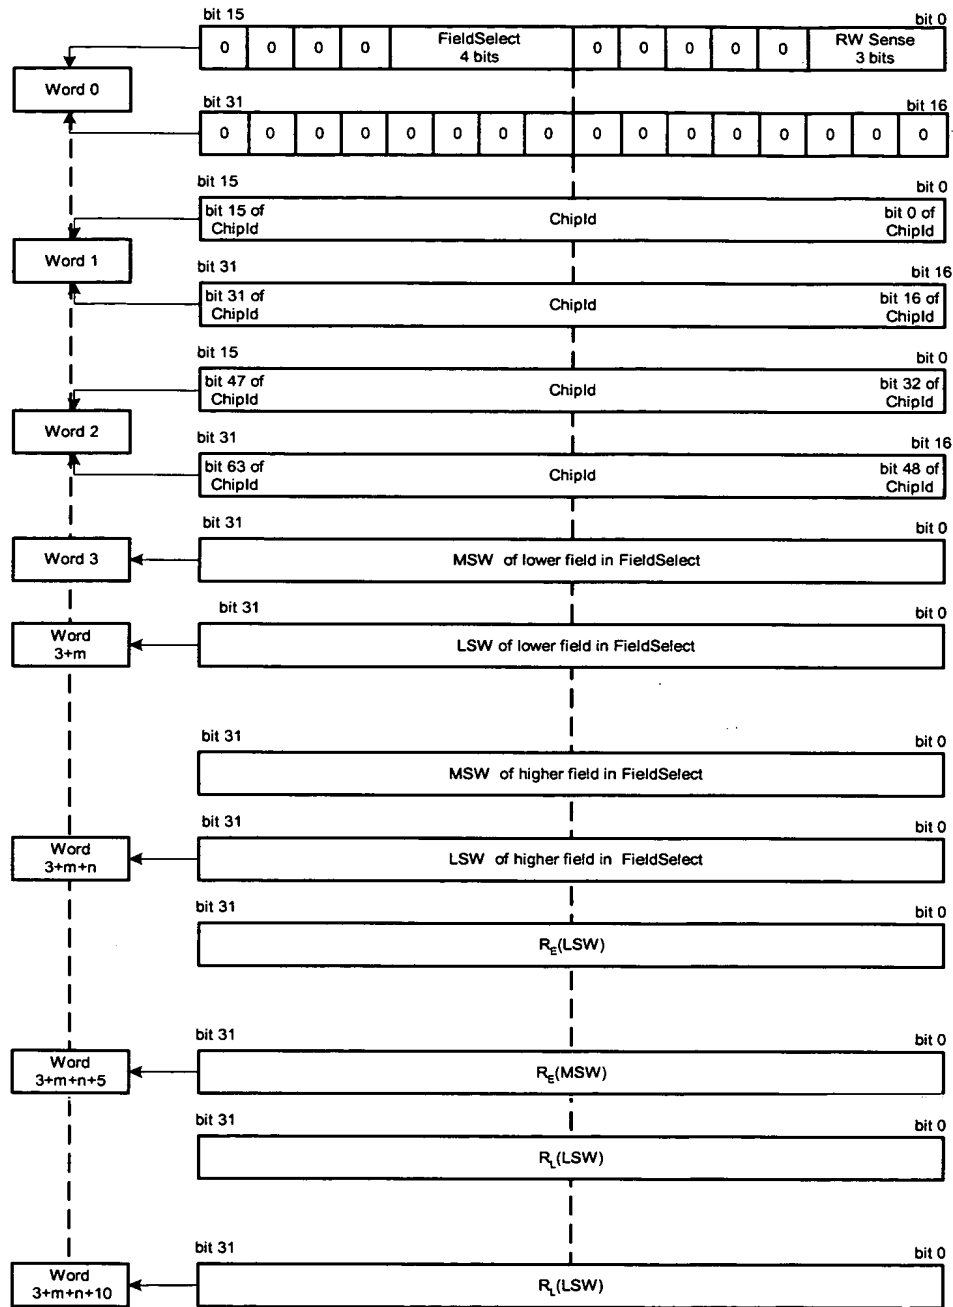 bit 15 bit 0
0 0 0 0 FieldSelect 4 bits 0 0 0 0 0 RW Sense 3 bits
Word 0
bit 31 bit 16
0 0 0 0 0 0 0 0 0 0 0 0 0 0 0 0
bit 15 bit 0
bit 15 of ChipId ChipId bit 0 of ChipId
Word 1
bit 31 bit 16
bit 31 of ChipId ChipId bit 16 of ChipId
bit 15 bit 0
bit 47 of ChipId ChipId bit 32 of ChipId
Word 2
bit 31 bit 16
bit 63 of ChipId ChipId bit 48 of ChipId
bit 31 bit 0
Word 3 MSW of lower field in FieldSelect
bit 31 bit 0
Word 3+m LSW of lower field in FieldSelect
bit 31 bit 0
MSW of higher field in FieldSelect
bit 31 bit 0
Word 3+m+n LSW of higher field in FieldSelect
bit 31 bit 0
RE(LSW)
bit 31 bit 0
Word 3+m+n+5 RE(MSW)
bit 31 bit 0
RL(LSW)
bit 31 bit 0
Word 3+m+n+10 RL(LSW)